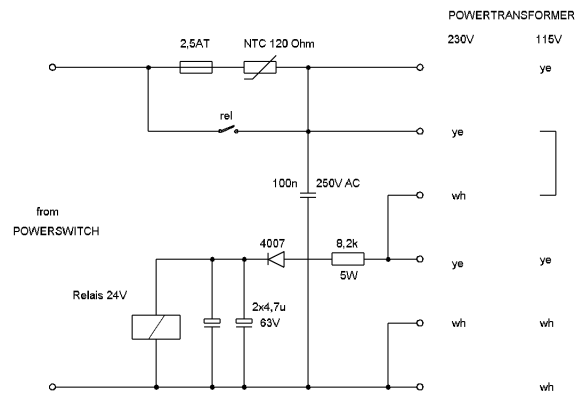 POWERTRANSFORMER
230V 115V
2,5AT NTC 120 Ohm
ye
rel
ye
100n 250V AC
wh
from
POWERSWITCH
4007 8,2k
5W
ye ye
Relais 24V
2x4,7u
63V
wh wh
wh